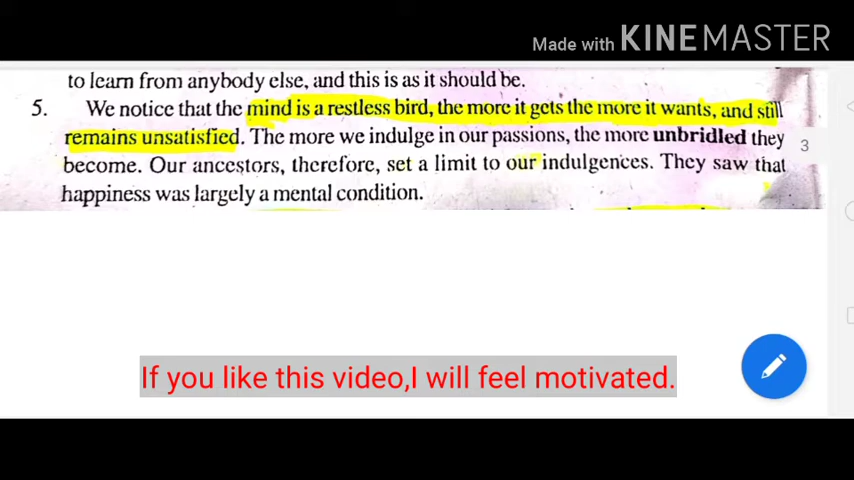 Made with KINEMASTER
to learn from anybody else, and this is as it should be.
5. We notice that the mind is a restless bird, the more it gets the more it wants, and still
remains unsatisfied. The more we indulge in our passions, the more unbridled they
become. Our ancestors, therefore, set a limit to our indulgences. They saw that
happiness was largely a mental condition.
3
If you like this video,I will feel motivated.